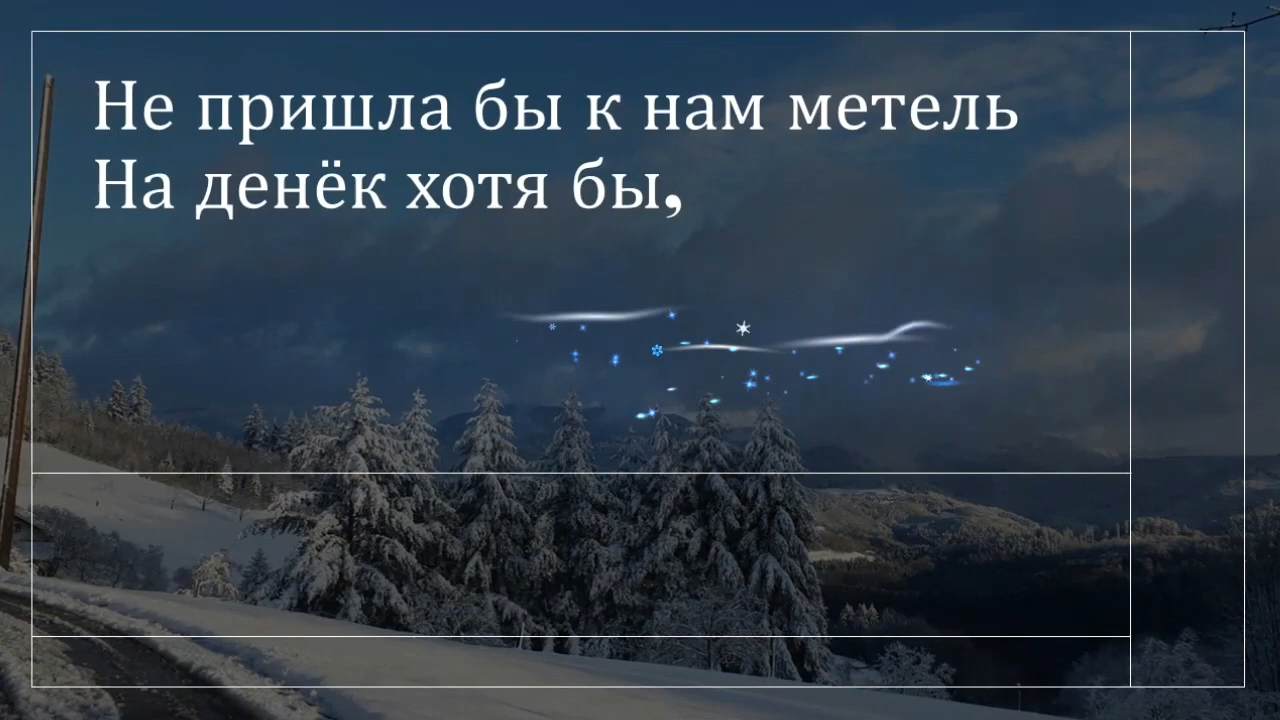 Не пришла бы к нам метель
На денёк хотя бы,